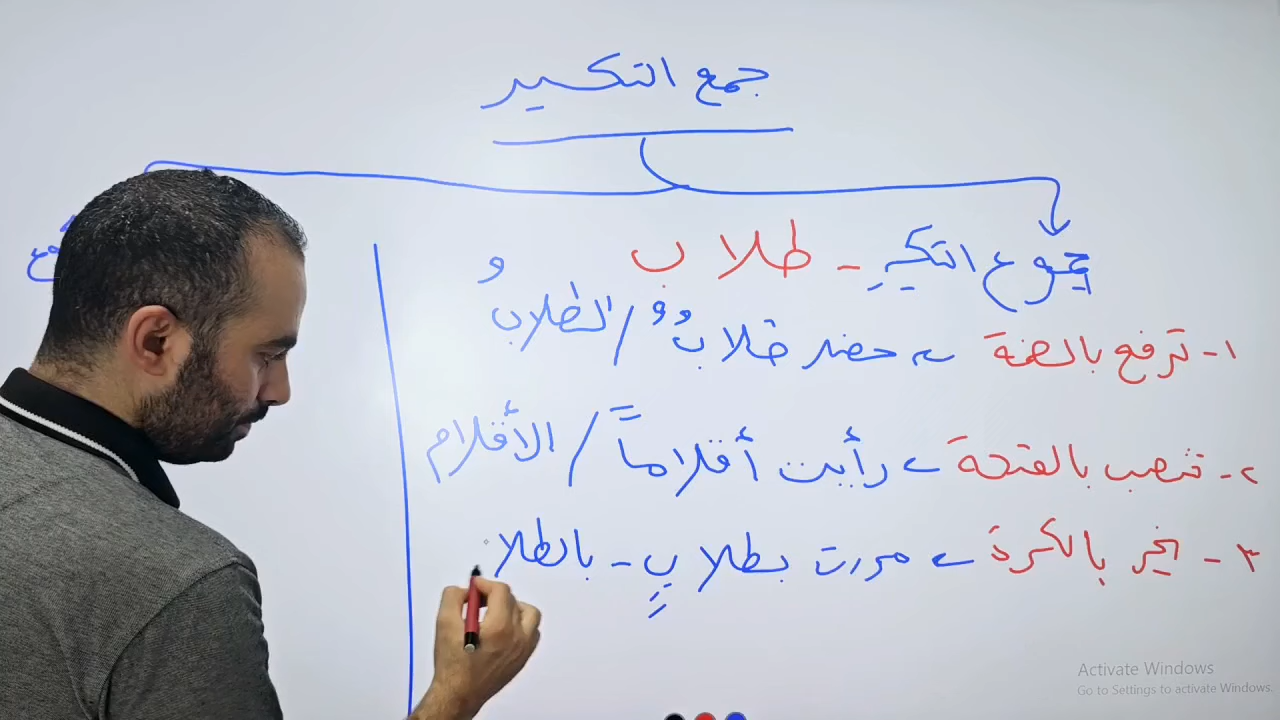 جمع التكسير
جموع التكسيرِ - طلاب
١- ترفع بالضمة ← حضر طلابٌ / الطلابُ
٢- تنصب بالفتحة ← رأيت أقلاماً / الأقلام
٣- يجر بالكسرة ← مررت بطلابٍ - بالطلا
Activate Windows
Go to Settings to activate Windows.